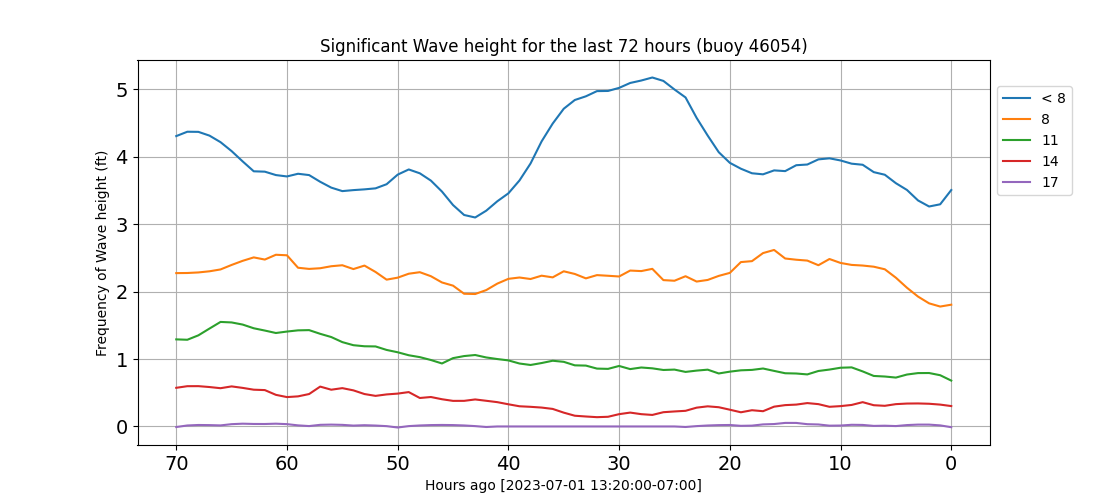 Significant Wave height for the last 72 hours (buoy 46054)
Frequency of Wave height (ft)
5
4
3
2
1
0
70 60 50 40 30 20 10 0
Hours ago [2023-07-01 13:20:00-07:00]
< 8
8
11
14
17